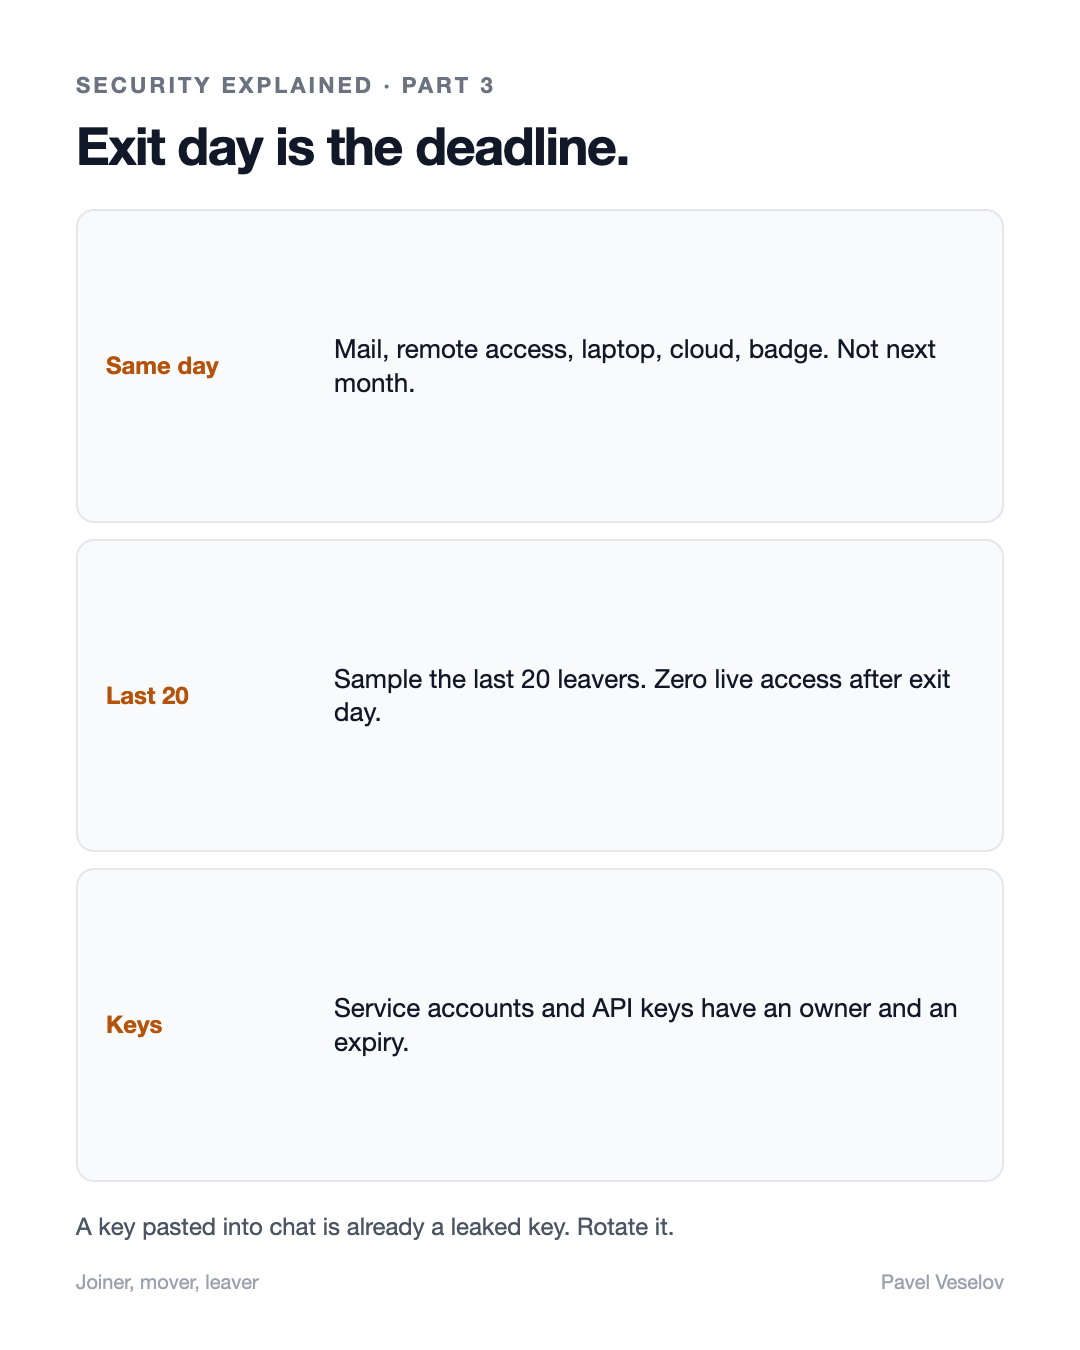 SECURITY EXPLAINED · PART 3
Exit day is the deadline.
Same day
Mail, remote access, laptop, cloud, badge. Not next
month.
Last 20
Sample the last 20 leavers. Zero live access after exit
day.
Keys
Service accounts and API keys have an owner and an
expiry.
A key pasted into chat is already a leaked key. Rotate it.
Joiner, mover, leaver
Pavel Veselov